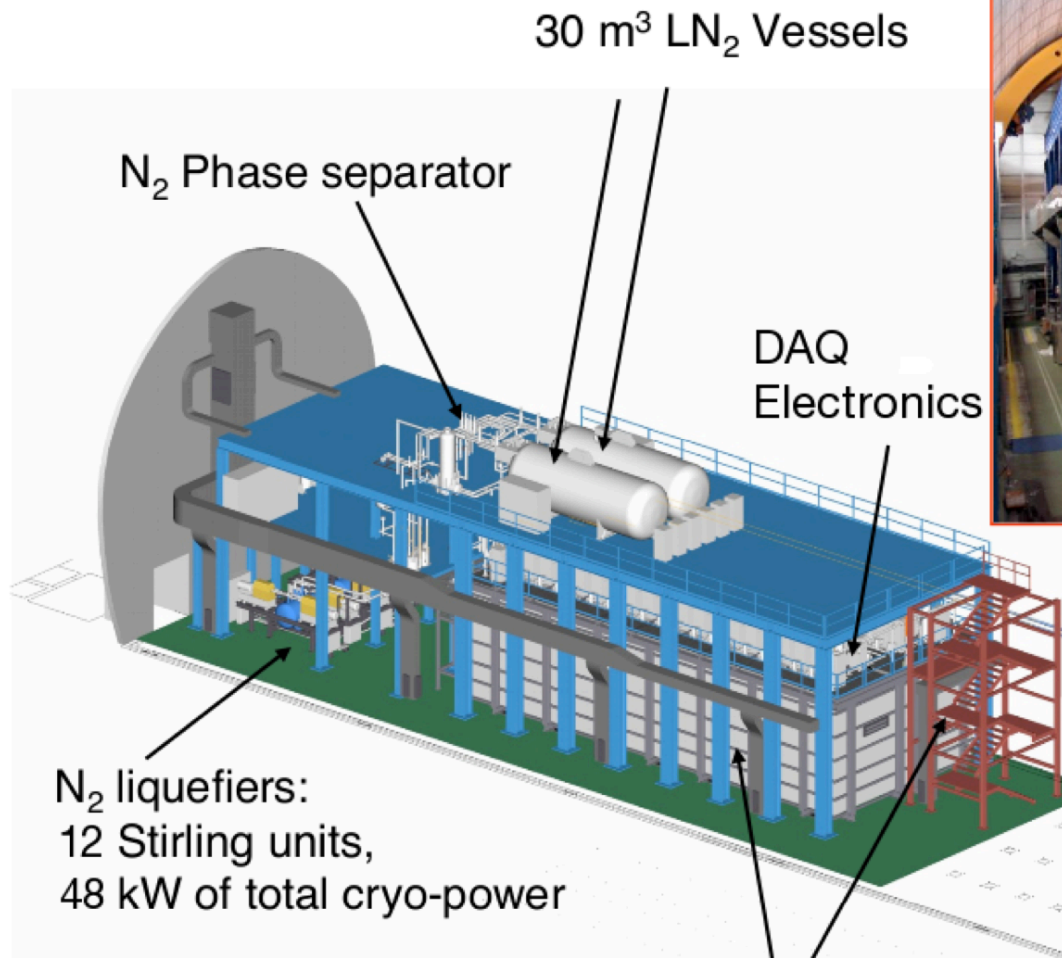 30 m³ LN₂ Vessels
N₂ Phase separator
DAQ
Electronics
N₂ liquefiers:
12 Stirling units,
48 kW of total cryo-power